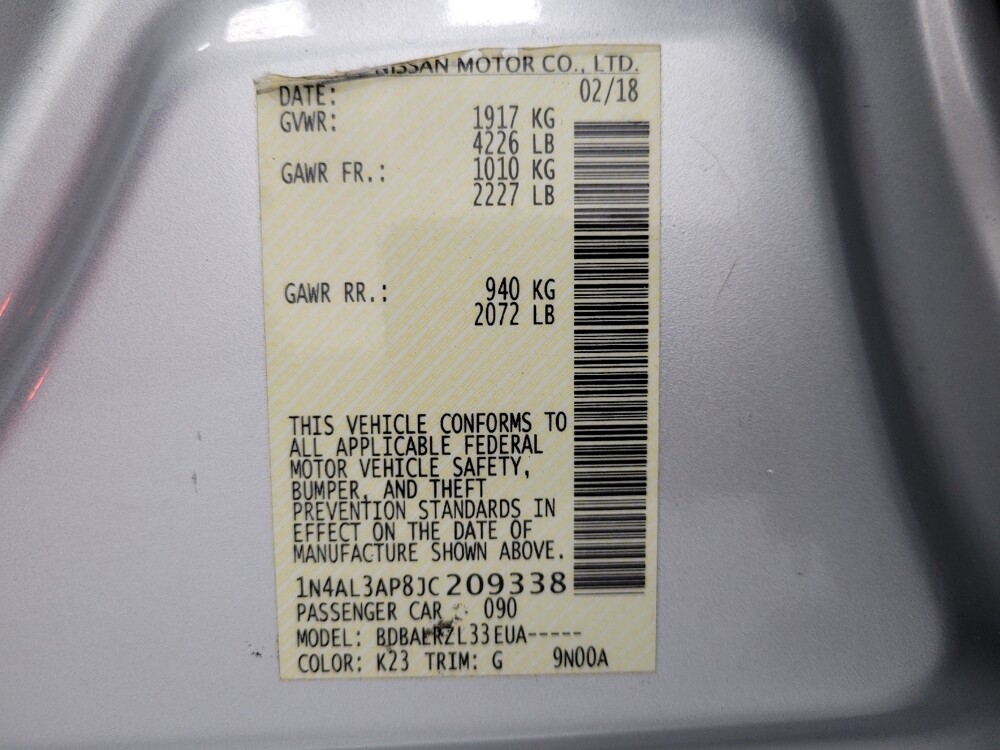 NISSAN MOTOR CO., LTD.
DATE: 02/18
GVWR: 1917 KG
4226 LB
GAWR FR.: 1010 KG
2227 LB
GAWR RR.: 940 KG
2072 LB
THIS VEHICLE CONFORMS TO
ALL APPLICABLE FEDERAL
MOTOR VEHICLE SAFETY,
BUMPER, AND THEFT
PREVENTION STANDARDS IN
EFFECT ON THE DATE OF
MANUFACTURE SHOWN ABOVE.
1N4AL3AP8JC209338
PASSENGER CAR 090
MODEL: BDBALRZL33EUA-----
COLOR: K23 TRIM: G 9N00A